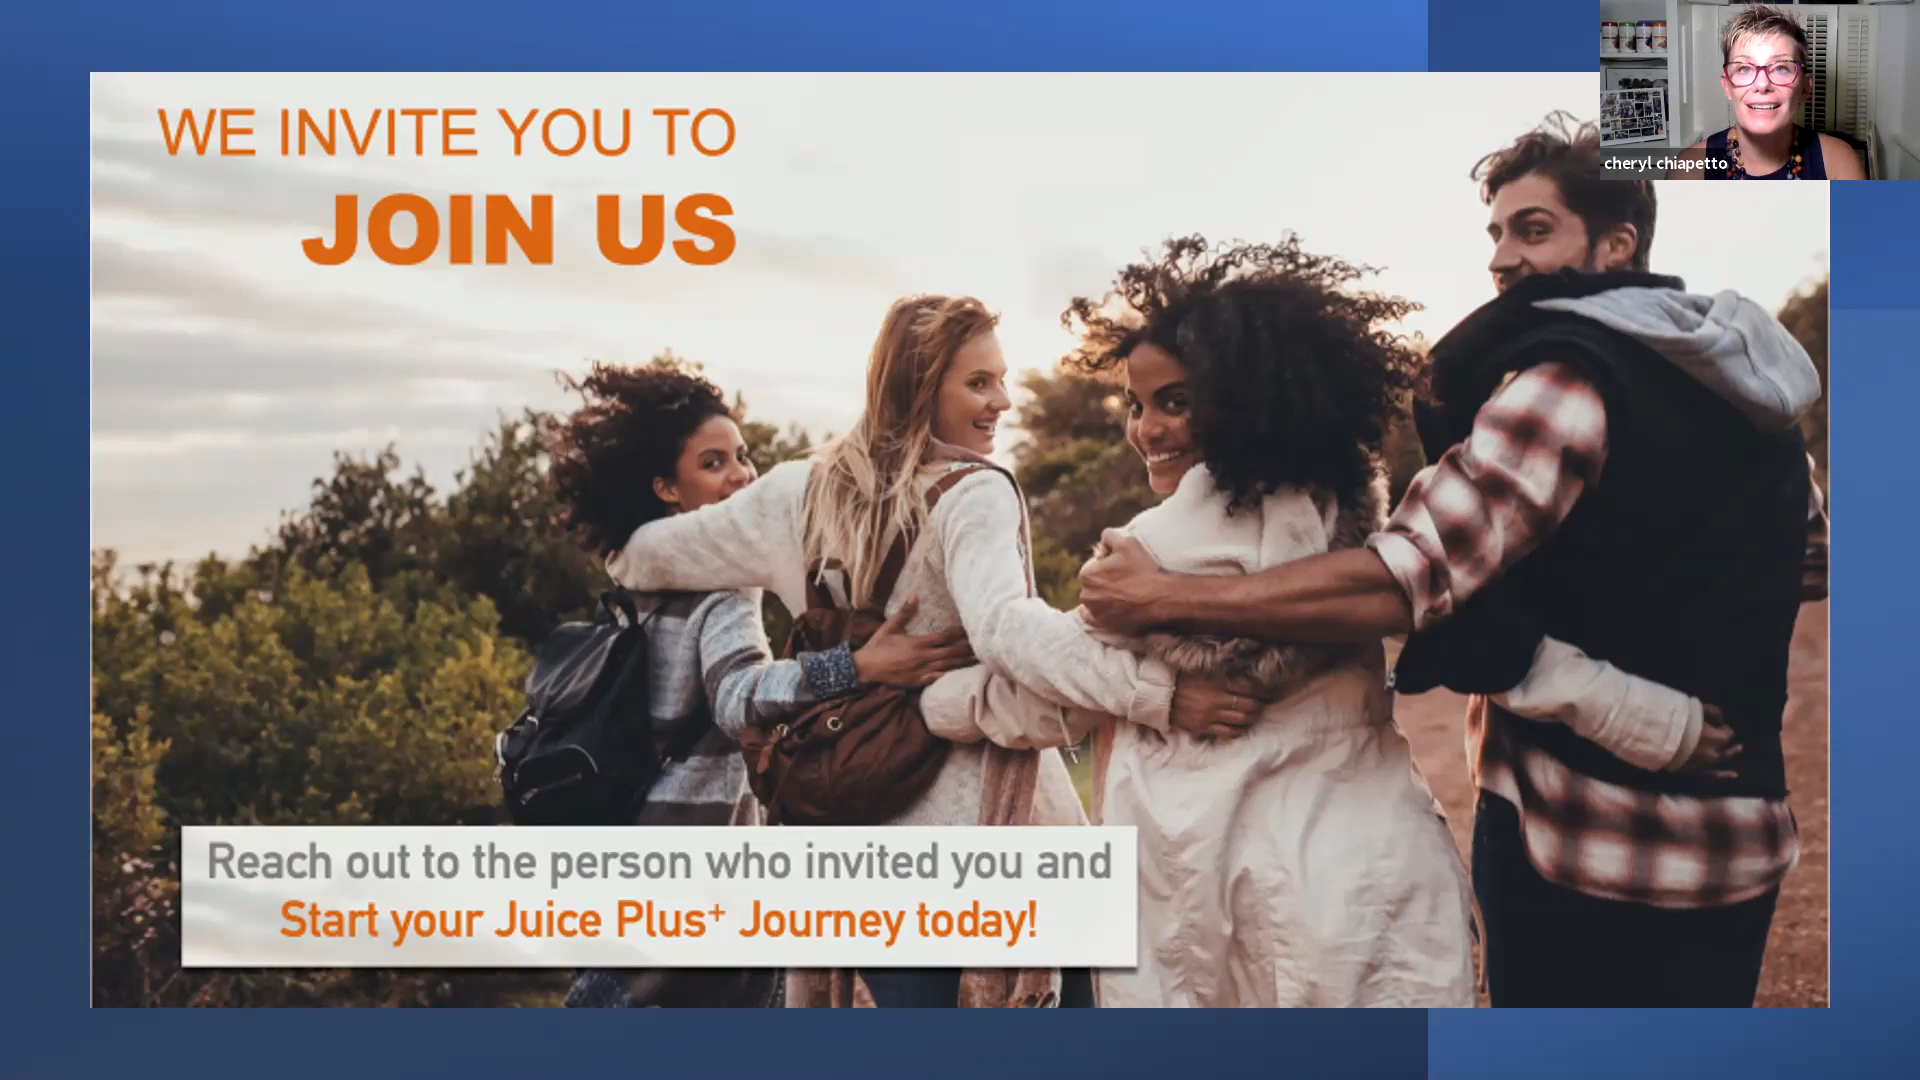 WE INVITE YOU TO
JOIN US
cheryl chiapetto
Reach out to the person who invited you and
Start your Juice Plus+ Journey today!